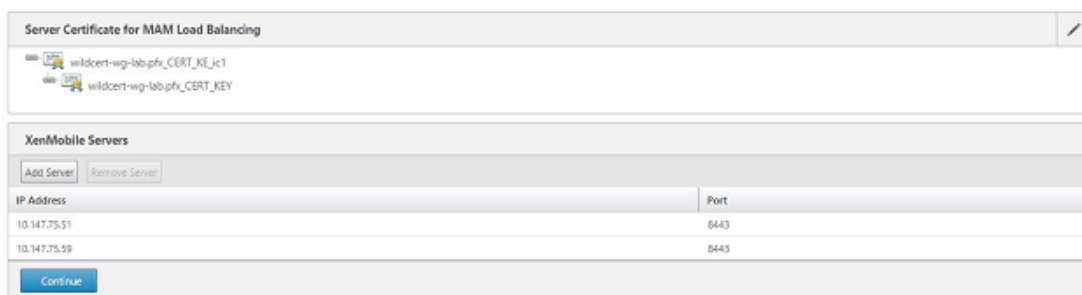 Server Certificate for MAM Load Balancing
wildcert-wg-lab.pfx_CERT_KE_ic1
wildcert-wg-lab.pfx_CERT_KEY
XenMobile Servers
Add Server Remove Server
IP Address Port
10.147.75.51 8443
10.147.75.59 8443
Continue